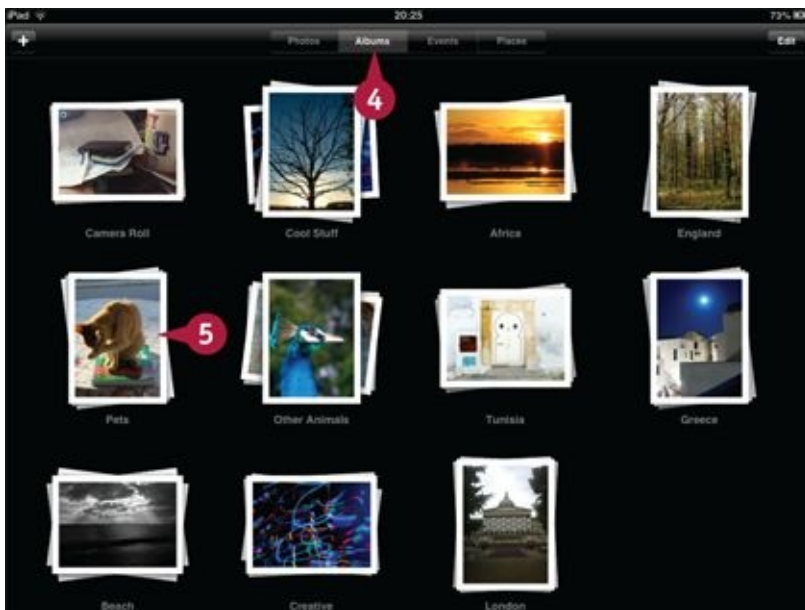 iPad 20:25 73%
+ Photos Albums Events Places Edit
4
Camera Roll Cool Stuff Africa England
5
Pets Other Animals Tunisia Greece
Beach Creative London